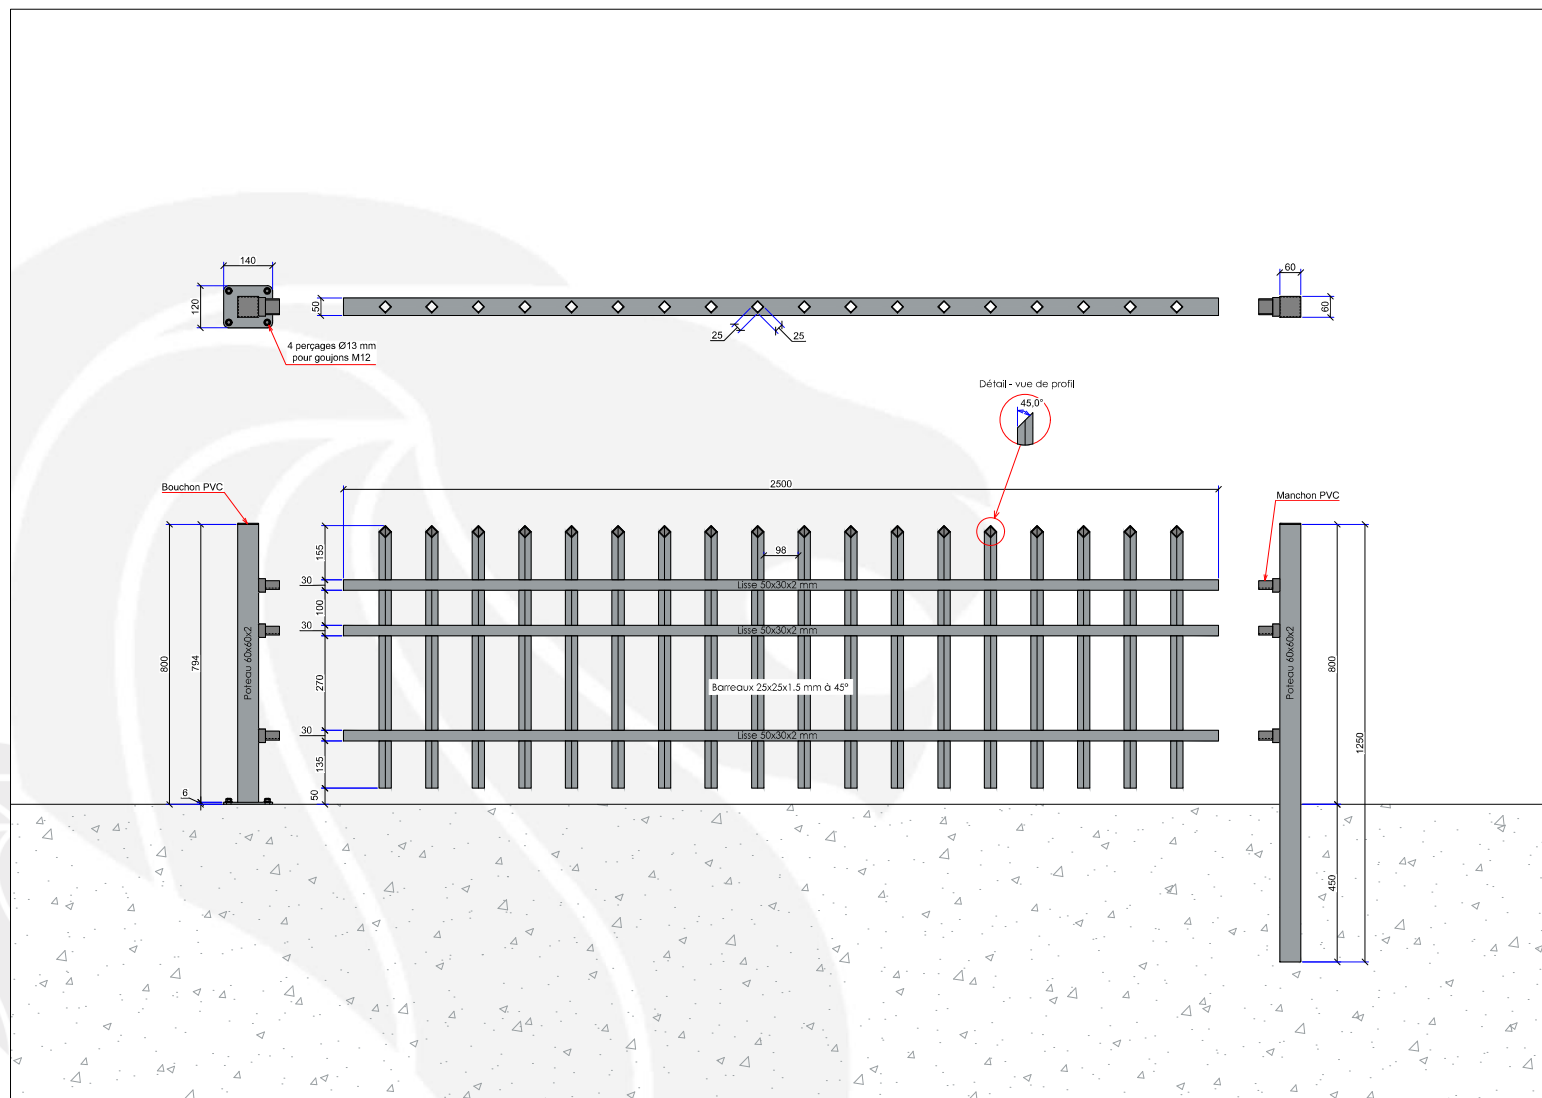 140
120
4 perçages Ø13 mm
pour goujons M12
50
25
25
60
60
Détail - vue de profil
45,0°
2500
Bouchon PVC
Manchon PVC
155
98
30
Lisse 50x30x2 mm
100
30
Lisse 50x30x2 mm
800
794
Poteau 60x60x2
270
Barreaux 25x25x1.5 mm à 45°
30
Lisse 50x30x2 mm
135
6
50
Poteau 60x60x2
800
1250
450